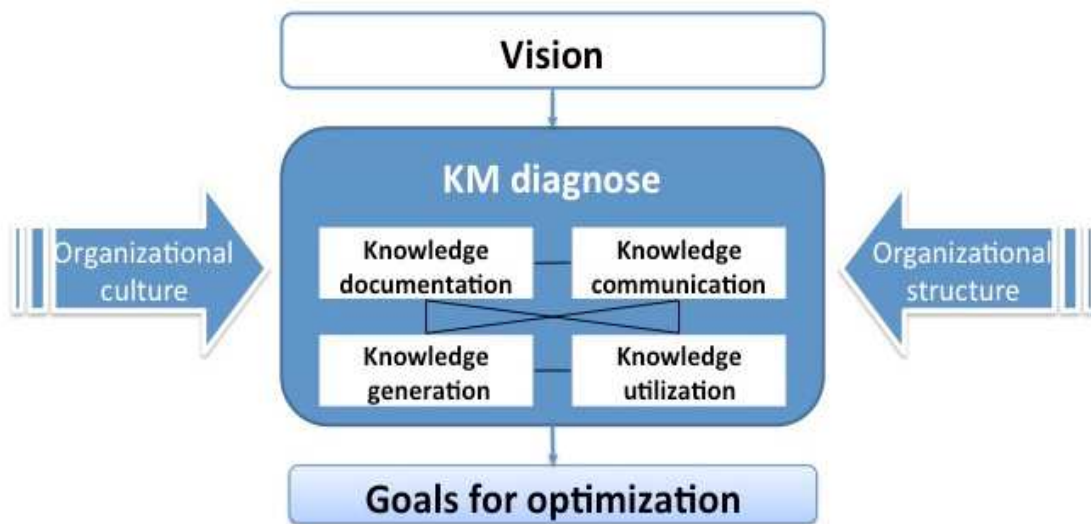 Vision
KM diagnose
Organizational
culture
Knowledge
documentation
Knowledge
communication
Organizational
structure
Knowledge
generation
Knowledge
utilization
Goals for optimization